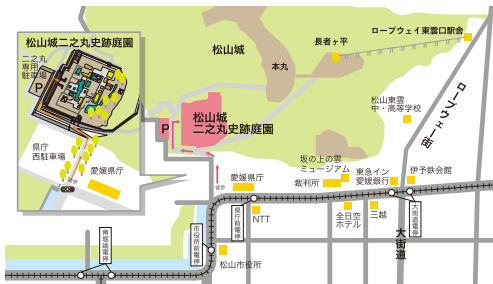 松山城二之丸史跡庭園
二之丸
専用
駐車場
P
県庁
西駐車場
愛媛県庁
徒歩
松山城
本丸
長者ヶ平
ロープウェイ東雲口駅舎
ロープウェー街
松山東雲
中・高等学校
松山城
二之丸史跡庭園
P
徒歩
愛媛県庁
坂の上の雲
ミュージアム
裁判所
東急イン
愛媛銀行
伊予鉄会館
県庁前電停
NTT
全日空
ホテル
三越
大街道電停
大街道
市役所前電停
松山市役所
南堀端電停